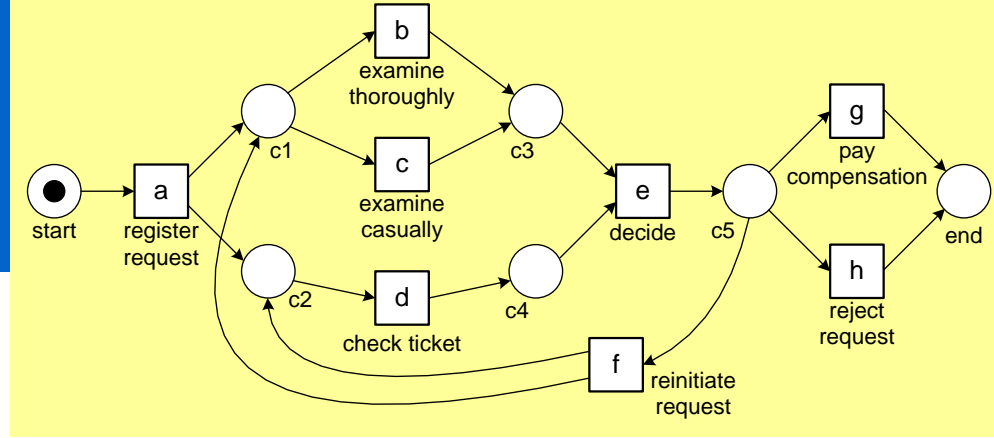 b
examine
thoroughly
c1
c3
g
pay
compensation
c
examine
casually
a
register
request
start
e
decide
c5
end
h
reject
request
c2
d
check ticket
c4
f
reinitiate
request